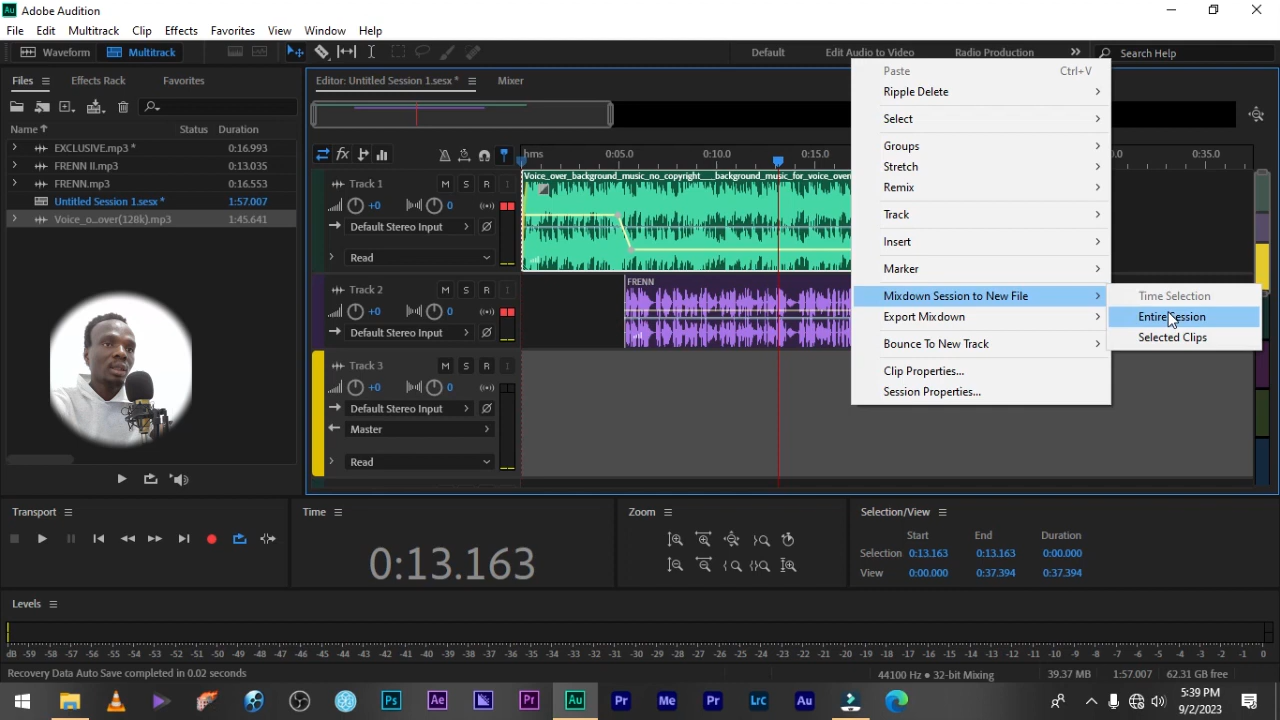 Au Adobe Audition
File Edit Multitrack Clip Effects Favorites View Window Help
Waveform Multitrack Default Edit Audio to Video Radio Production Search Help
Files Effects Rack Favorites
Name Status Duration
EXCLUSIVE.mp3 * 0:16.993
FRENN II.mp3 0:13.035
FRENN.mp3 0:16.553
Untitled Session 1.sesx * 1:57.007
Voice_o..over(128k).mp3 1:45.641
Editor: Untitled Session 1.sesx * Mixer
hms 0:05.0 0:10.0 0:15.0 0:35.0
Voice_over_background_music_no_copyright___background_music_for_voice_over
Track 1 M S R I
+0 0
Default Stereo Input
Read
Track 2 M S R I
+0 0
Default Stereo Input
FRENN
Track 3 M S R I
+0 0
Default Stereo Input
Master
Read
Paste Ctrl+V
Ripple Delete
Select
Groups
Stretch
Remix
Track
Insert
Marker
Mixdown Session to New File
Export Mixdown
Bounce To New Track
Clip Properties...
Session Properties...
Time Selection
Entire Session
Selected Clips
Transport
Time
0:13.163
Zoom
Selection/View
Start End Duration
Selection 0:13.163 0:13.163 0:00.000
View 0:00.000 0:37.394 0:37.394
Levels
dB -59 -58 -57 -56 -55 -54 -53 -52 -51 -50 -49 -48 -47 -46 -45 -44 -43 -42 -41 -40 -39 -38 -37 -36 -35 -34 -33 -32 -31 -30 -29 -28 -27 -26 -25 -24 -23 -22 -21 -20 -19 -18 -17 -16 -15 -14 -13 -12 -11 -10 -9 -8 -7 -6 -5 -4 -3 -2 -1 0
Recovery Data Auto Save completed in 0.02 seconds 44100 Hz ● 32-bit Mixing 39.37 MB 1:57.007 62.31 GB free
Ps Ae Pr Au Pr Me Pr Lrc Au
5:39 PM
9/2/2023